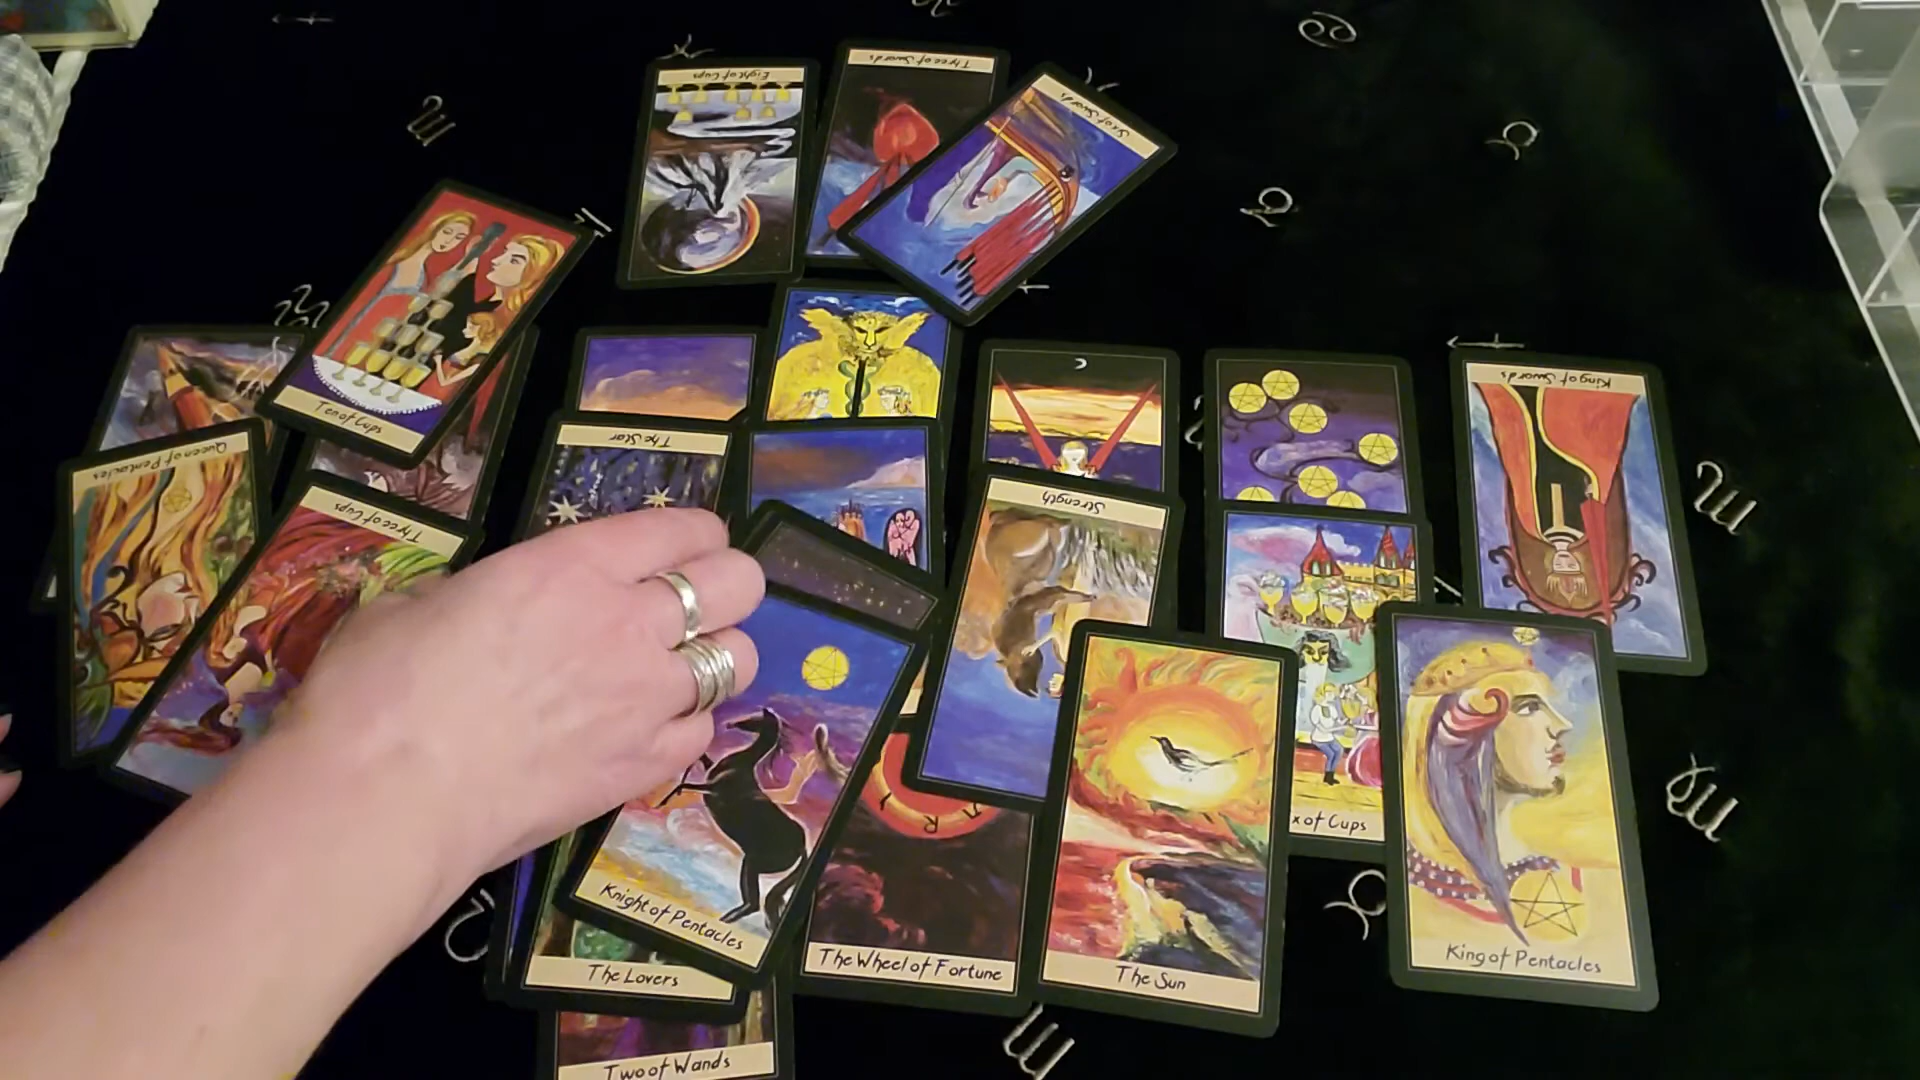 Three of Swords
Eight of Cups
Six of Swords
King of Swords
Ten of Cups
The Star
Queen of Pentacles
Strength
Three of Cups
x of Cups
R
Knight of Pentacles
King of Pentacles
The Wheel of Fortune
The Lovers
The Sun
Two of Wands